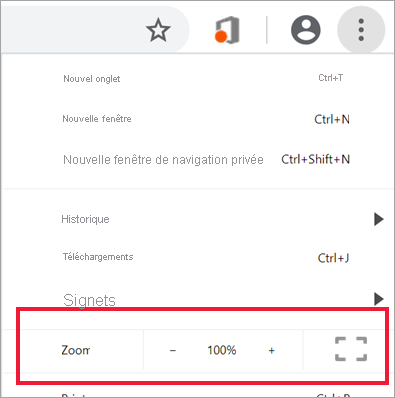 Nouvel onglet Ctrl+T
Nouvelle fenêtre Ctrl+N
Nouvelle fenêtre de navigation privée Ctrl+Shift+N
Historique
Téléchargements Ctrl+J
Signets
Zoom − 100% +